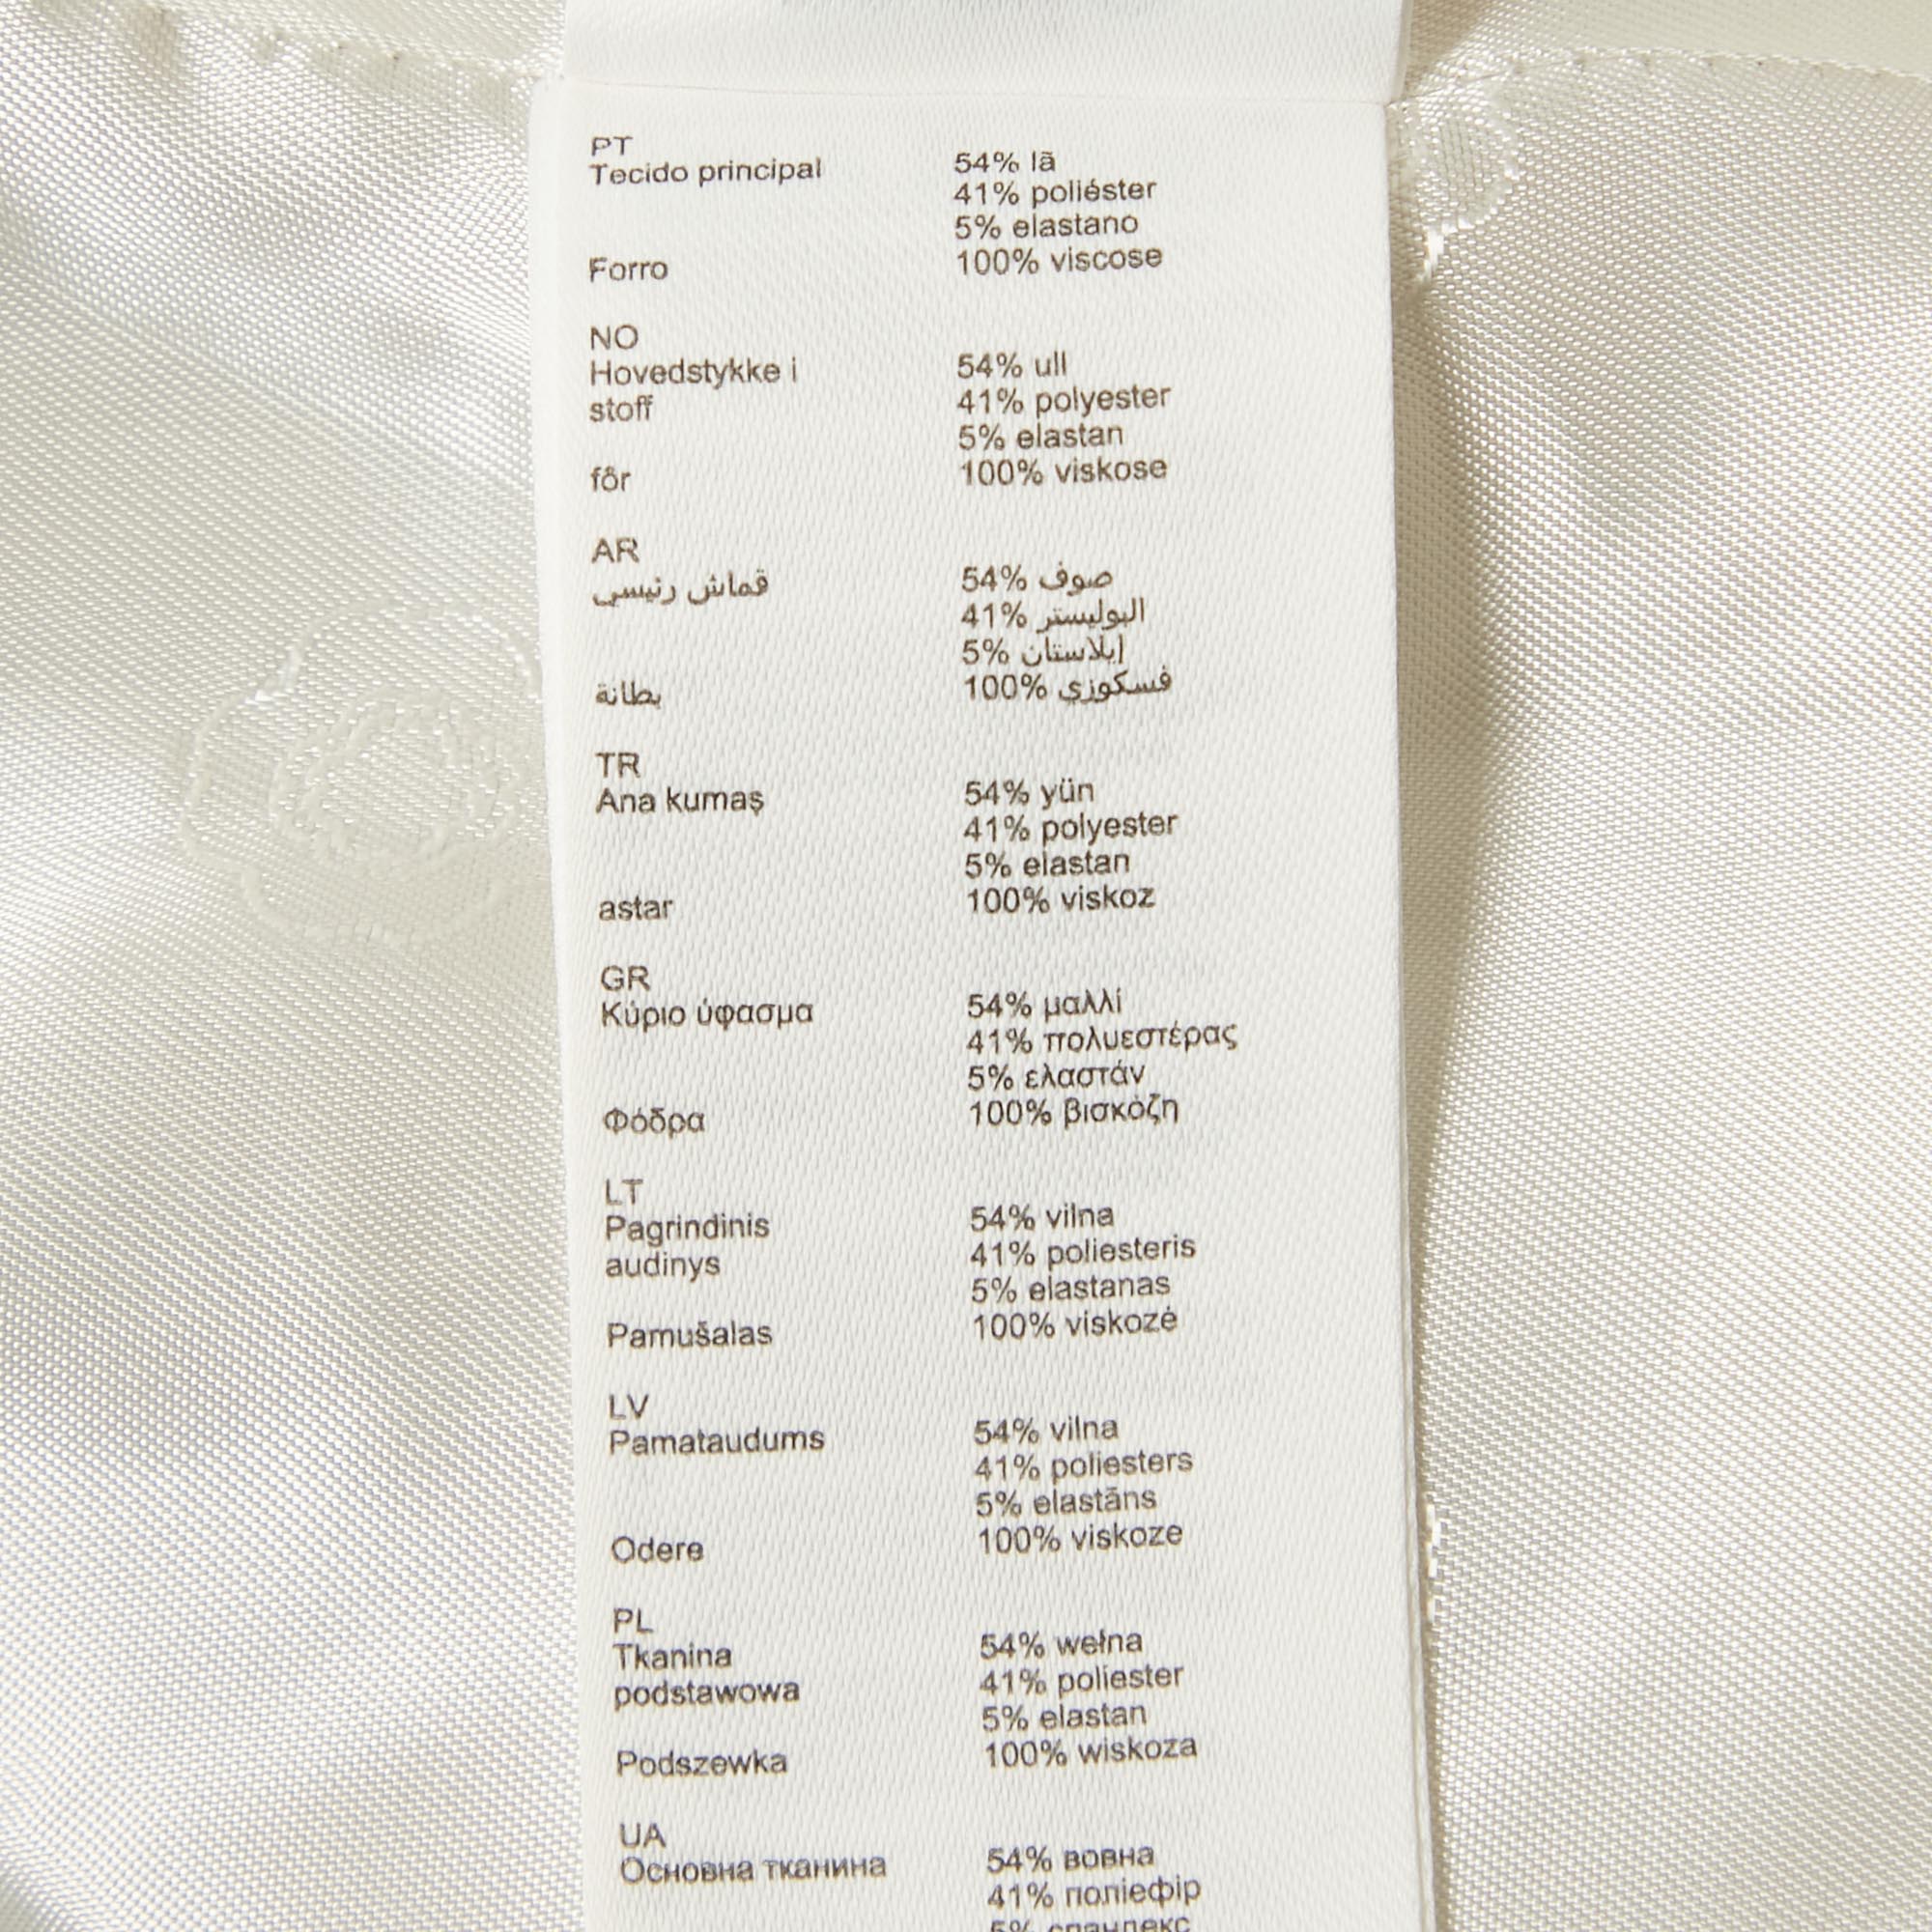 PT
Tecido principal 54% lã
41% poliéster
5% elastano
Forro 100% viscose
NO
Hovedstykke i 54% ull
stoff 41% polyester
5% elastan
fôr 100% viskose
AR
قماش رئيسي 54% صوف
41% البوليستر
5% إيلاستان
بطانة 100% فسكوزي
TR
Ana kumaş 54% yün
41% polyester
5% elastan
astar 100% viskoz
GR
Κύριο ύφασμα 54% μαλλί
41% πολυεστέρας
5% ελαστάν
Φόδρα 100% βισκόζη
LT
Pagrindinis 54% vilna
audinys 41% poliesteris
5% elastanas
Pamušalas 100% viskozė
LV
Pamataudums 54% vilna
41% poliesters
5% elastāns
Odere 100% viskoze
PL
Tkanina 54% wełna
podstawowa 41% poliester
5% elastan
Podszewka 100% wiskoza
UA
Основна тканина 54% вовна
41% поліефір
5% спандекс